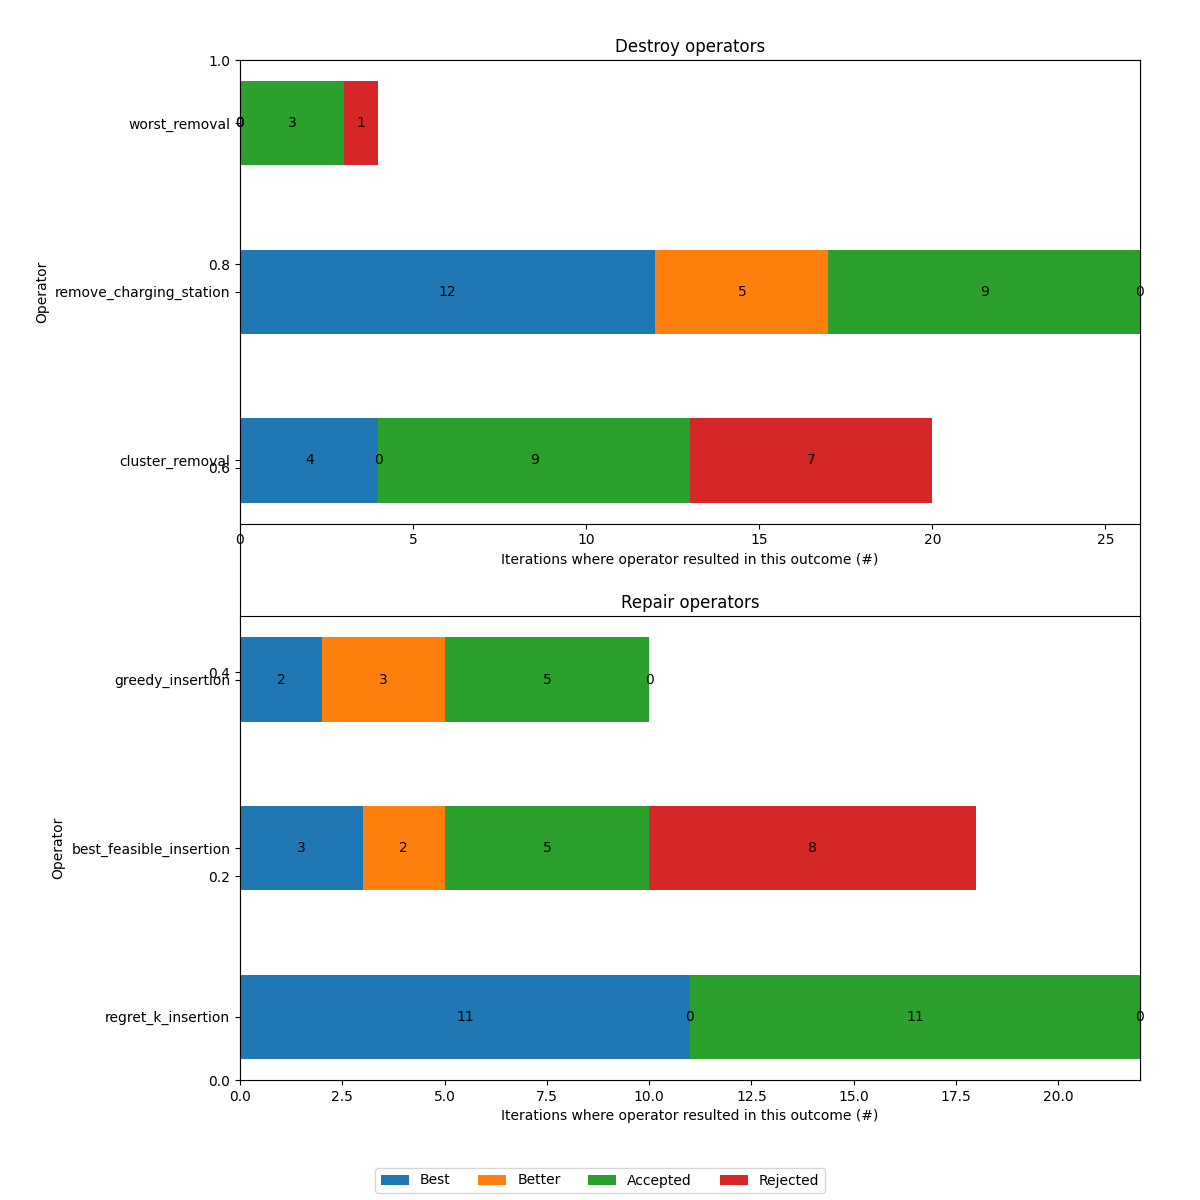 Destroy operators
1.0
worst_removal 0 0 3 1
Operator
0.8
remove_charging_station 12 5 9 0
cluster_removal 4 0 9 7
0.6
0 5 10 15 20 25
Iterations where operator resulted in this outcome (#)
Repair operators
0.4
greedy_insertion 2 3 5 0
Operator
best_feasible_insertion 3 2 5 8
0.2
regret_k_insertion 11 0 11 0
0.0
0.0 2.5 5.0 7.5 10.0 12.5 15.0 17.5 20.0
Iterations where operator resulted in this outcome (#)
Best Better Accepted Rejected